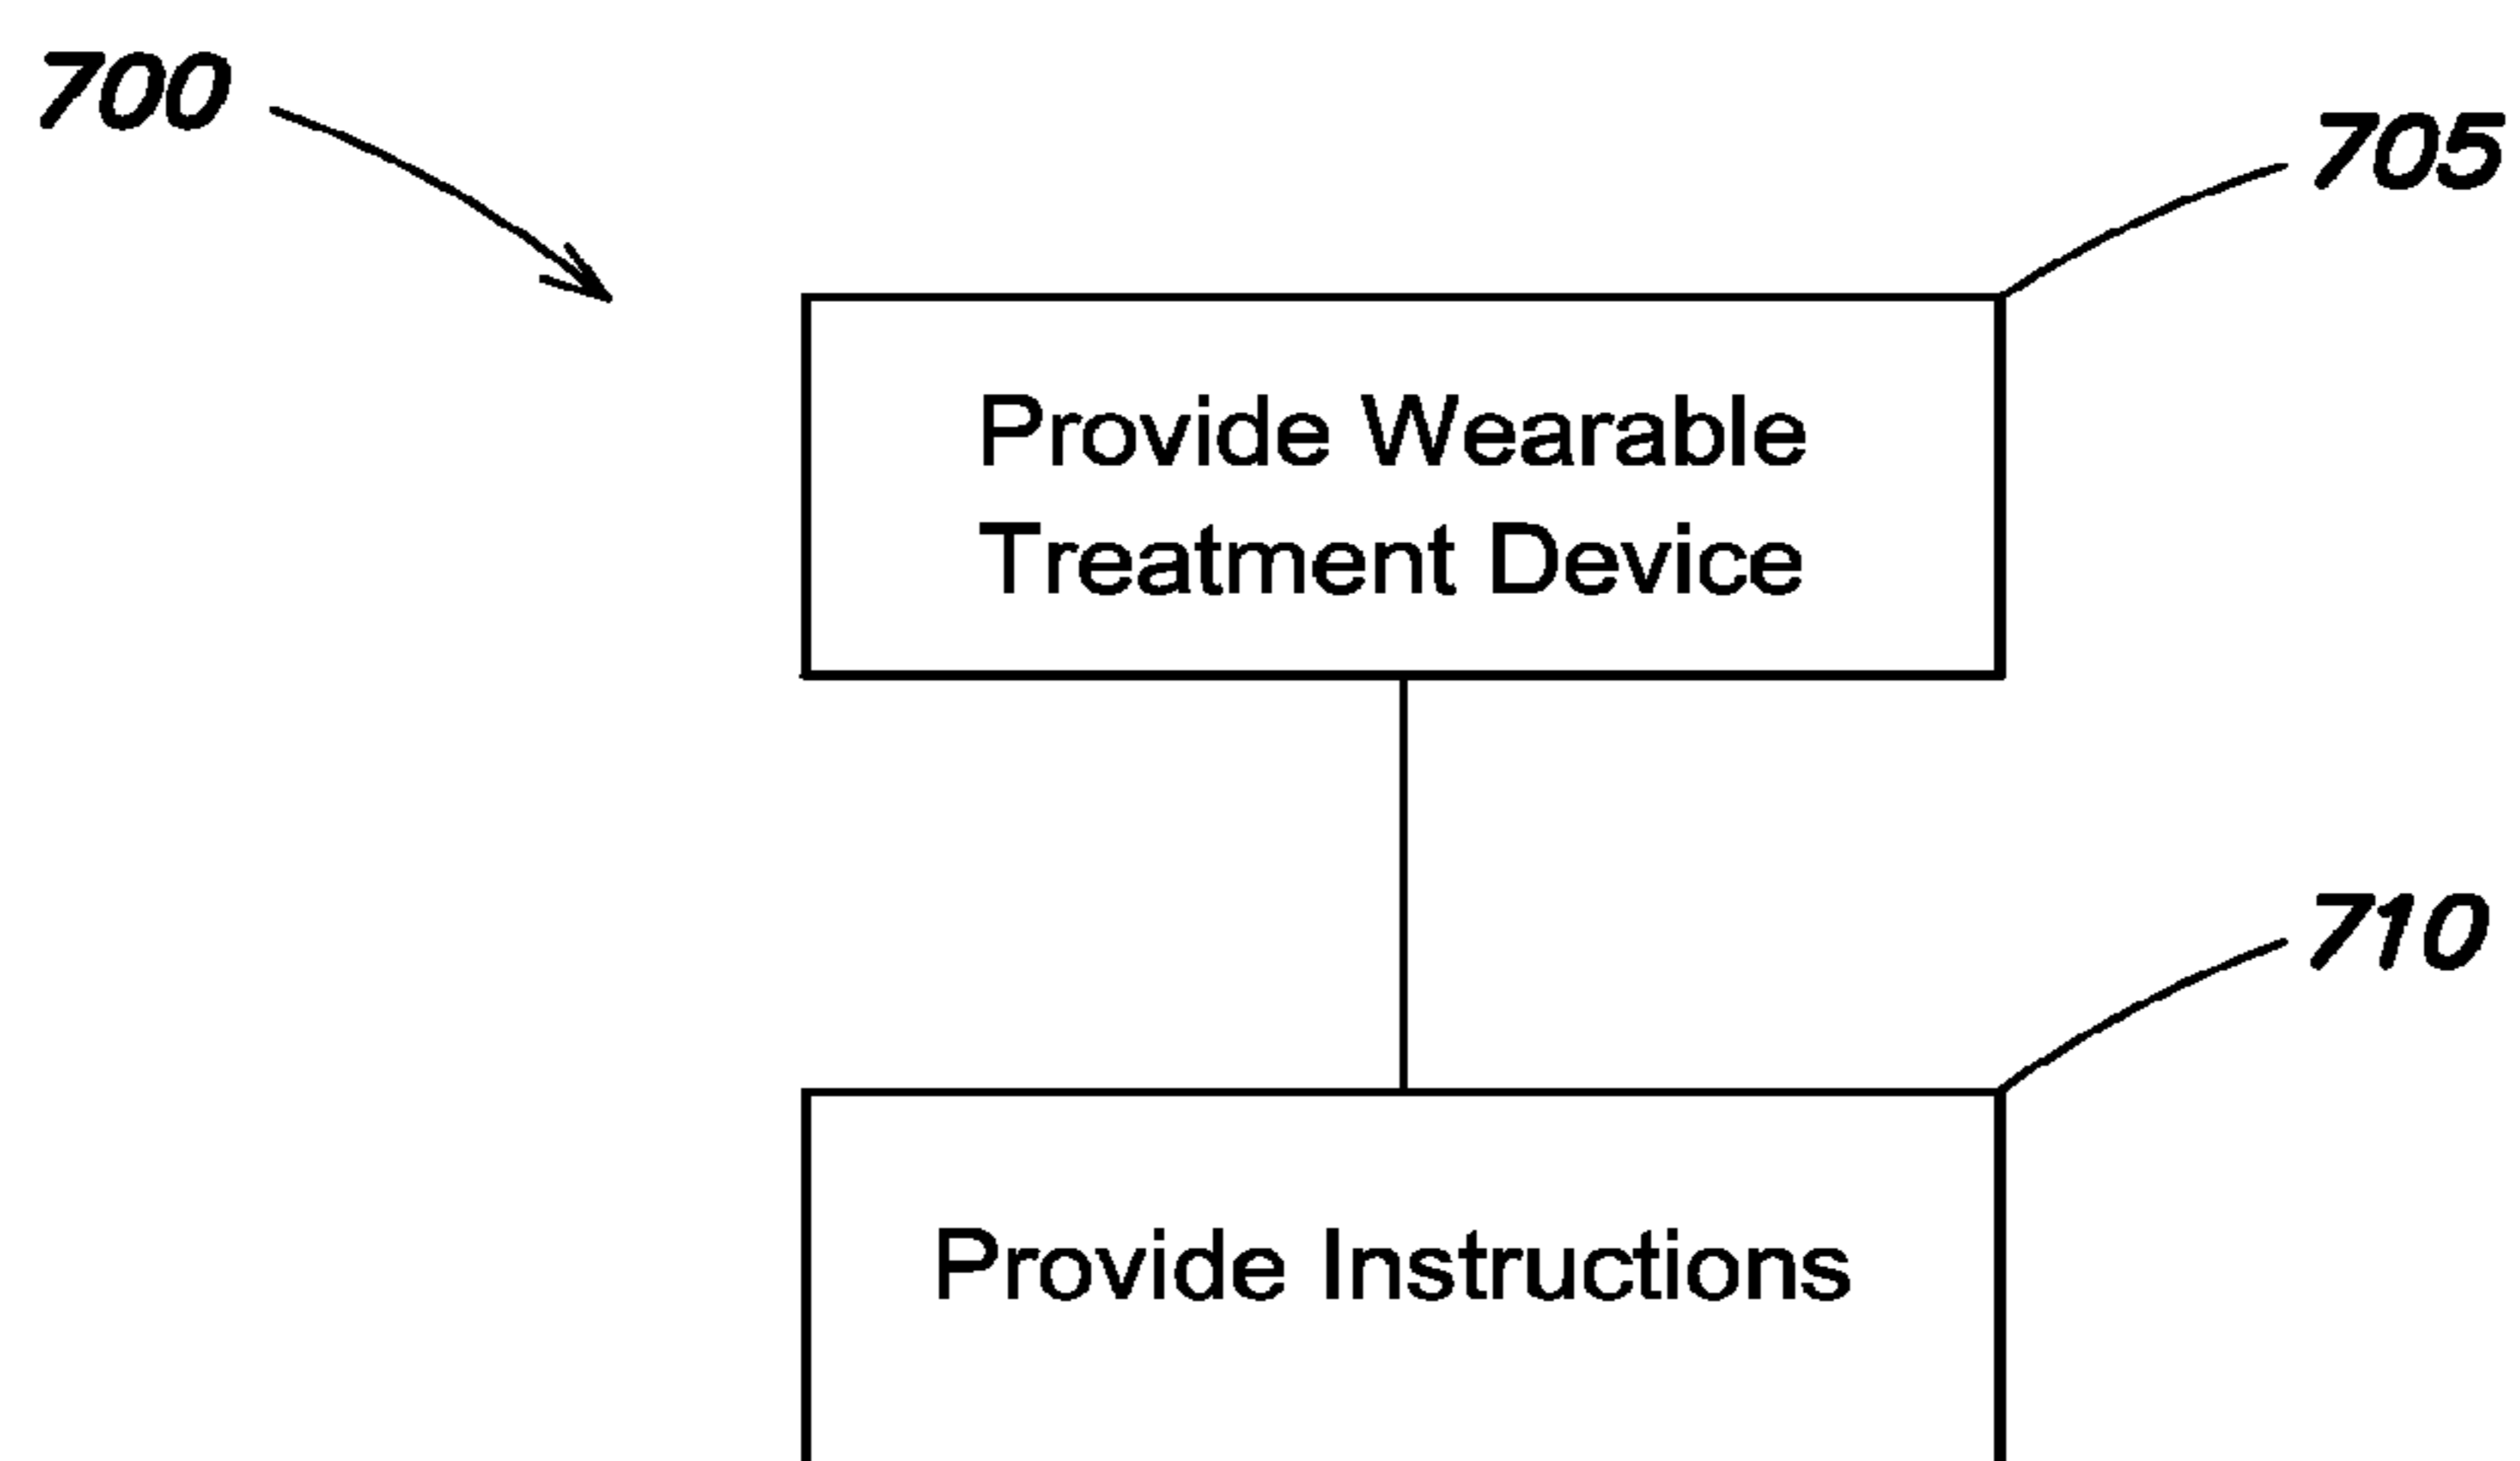 700
705
Provide Wearable
Treatment Device
710
Provide Instructions